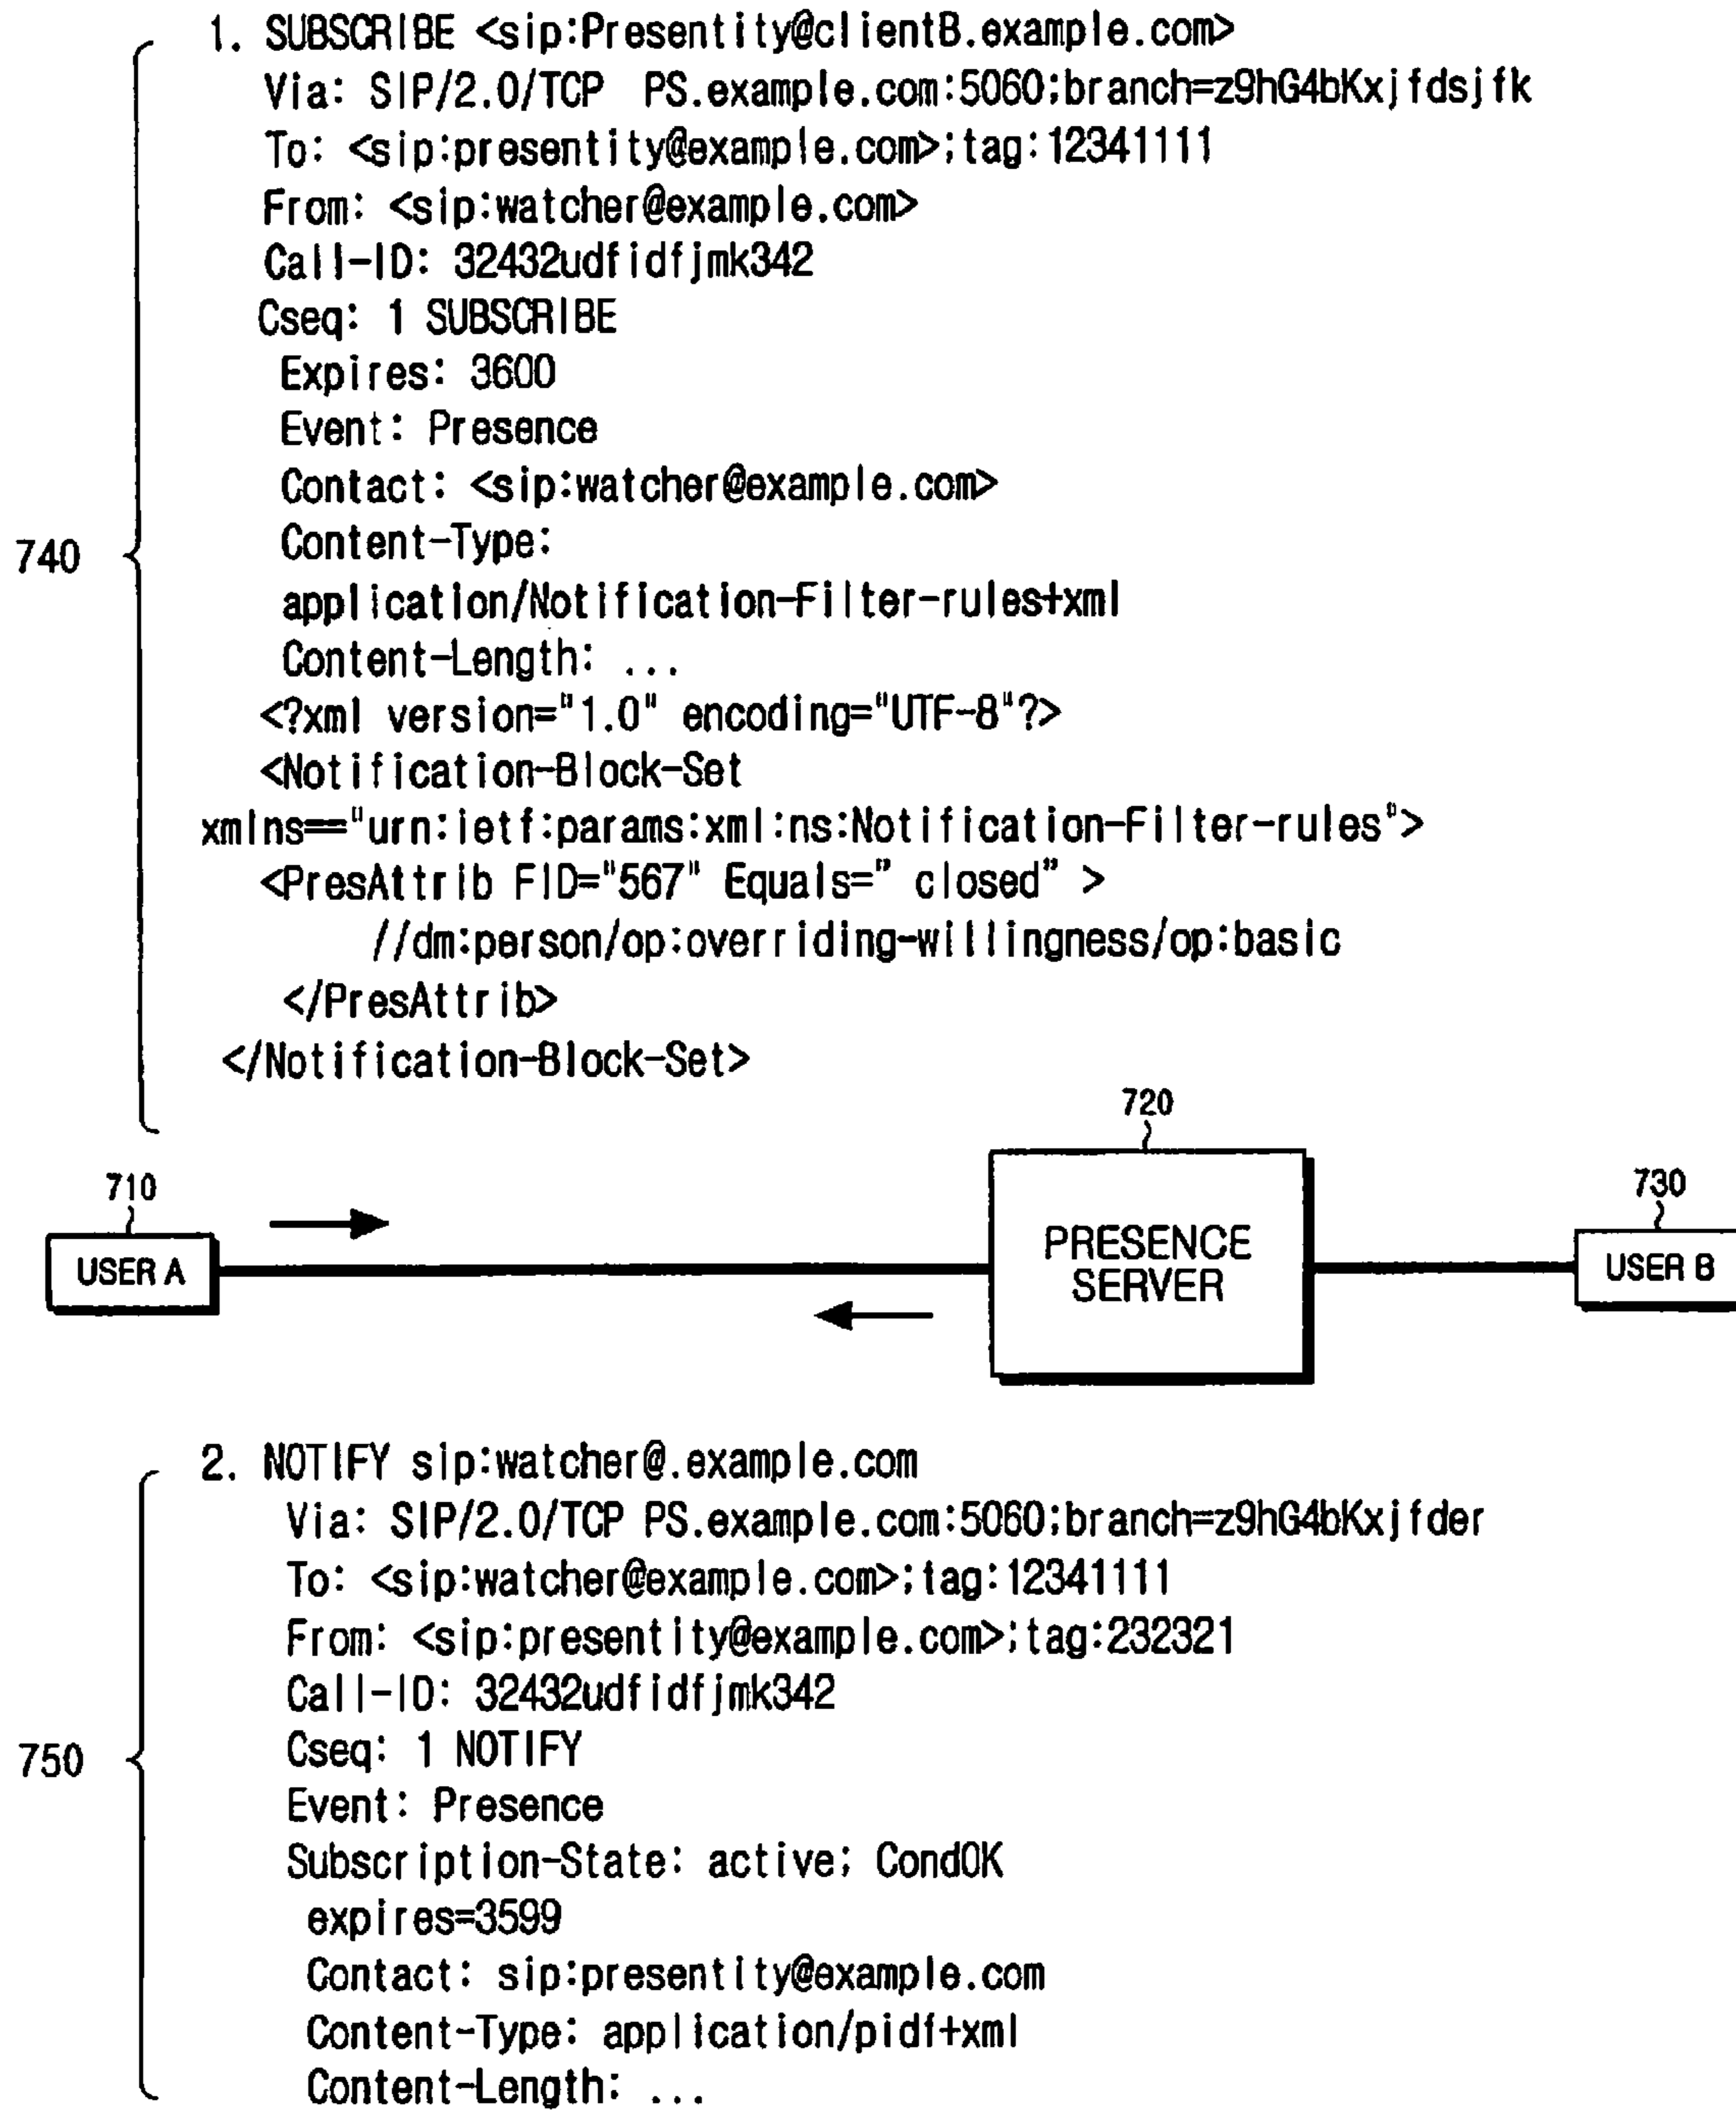 1. SUBSCRIBE <sip:Presentity@clientB.example.com>
Via: SIP/2.0/TCP PS.example.com:5060;branch=z9hG4bKxjfdsjfk
To: <sip:presentity@example.com>;tag:12341111
From: <sip:watcher@example.com>
Call-ID: 32432udfidfjmk342
Cseq: 1 SUBSCRIBE
Expires: 3600
Event: Presence
Contact: <sip:watcher@example.com>
740
Content-Type:
application/Notification-Filter-rules+xml
Content-Length: ...
<?xml version="1.0" encoding="UTF-8"?>
<Notification-Block-Set
xmlns=="urn:ietf:params:xml:ns:Notification-Filter-rules">
<PresAttrib FID="567" Equals=" closed" >
//dm:person/op:overriding-willingness/op:basic
</PresAttrib>
</Notification-Block-Set>
720
710
730
USER A
PRESENCE
SERVER
USER B
2. NOTIFY sip:watcher@.example.com
Via: SIP/2.0/TCP PS.example.com:5060;branch=z9hG4bKxjfder
To: <sip:watcher@example.com>;tag:12341111
From: <sip:presentity@example.com>;tag:232321
Call-ID: 32432udfidfjmk342
750
Cseq: 1 NOTIFY
Event: Presence
Subscription-State: active; CondOK
expires=3599
Contact: sip:presentity@example.com
Content-Type: application/pidf+xml
Content-Length: ...